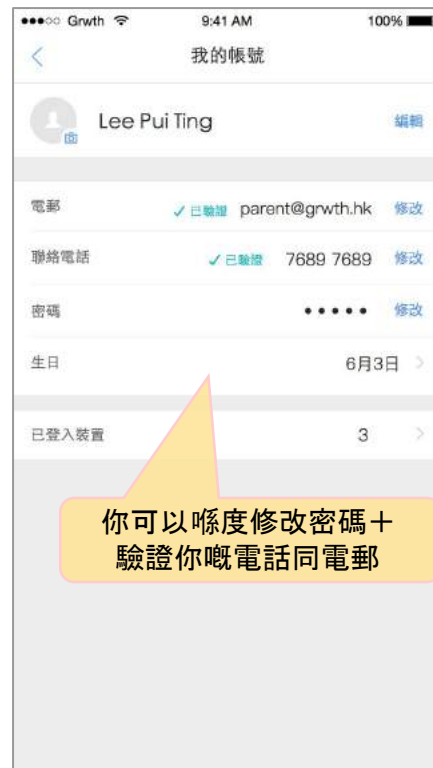 Grwth 9:41 AM 100%
我的帳號
Lee Pui Ting 編輯
電郵 ✓ 已驗證 parent@grwth.hk 修改
聯絡電話 ✓ 已驗證 7689 7689 修改
密碼 ••••• 修改
生日 6月3日
已登入裝置 3
你可以喺度修改密碼＋
驗證你嘅電話同電郵